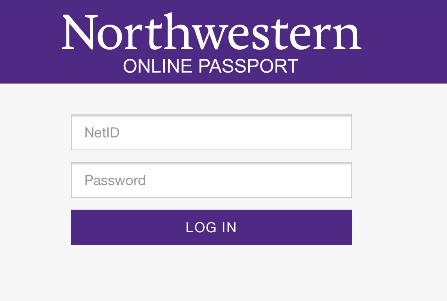 Northwestern
ONLINE PASSPORT
NetID
Password
LOG IN